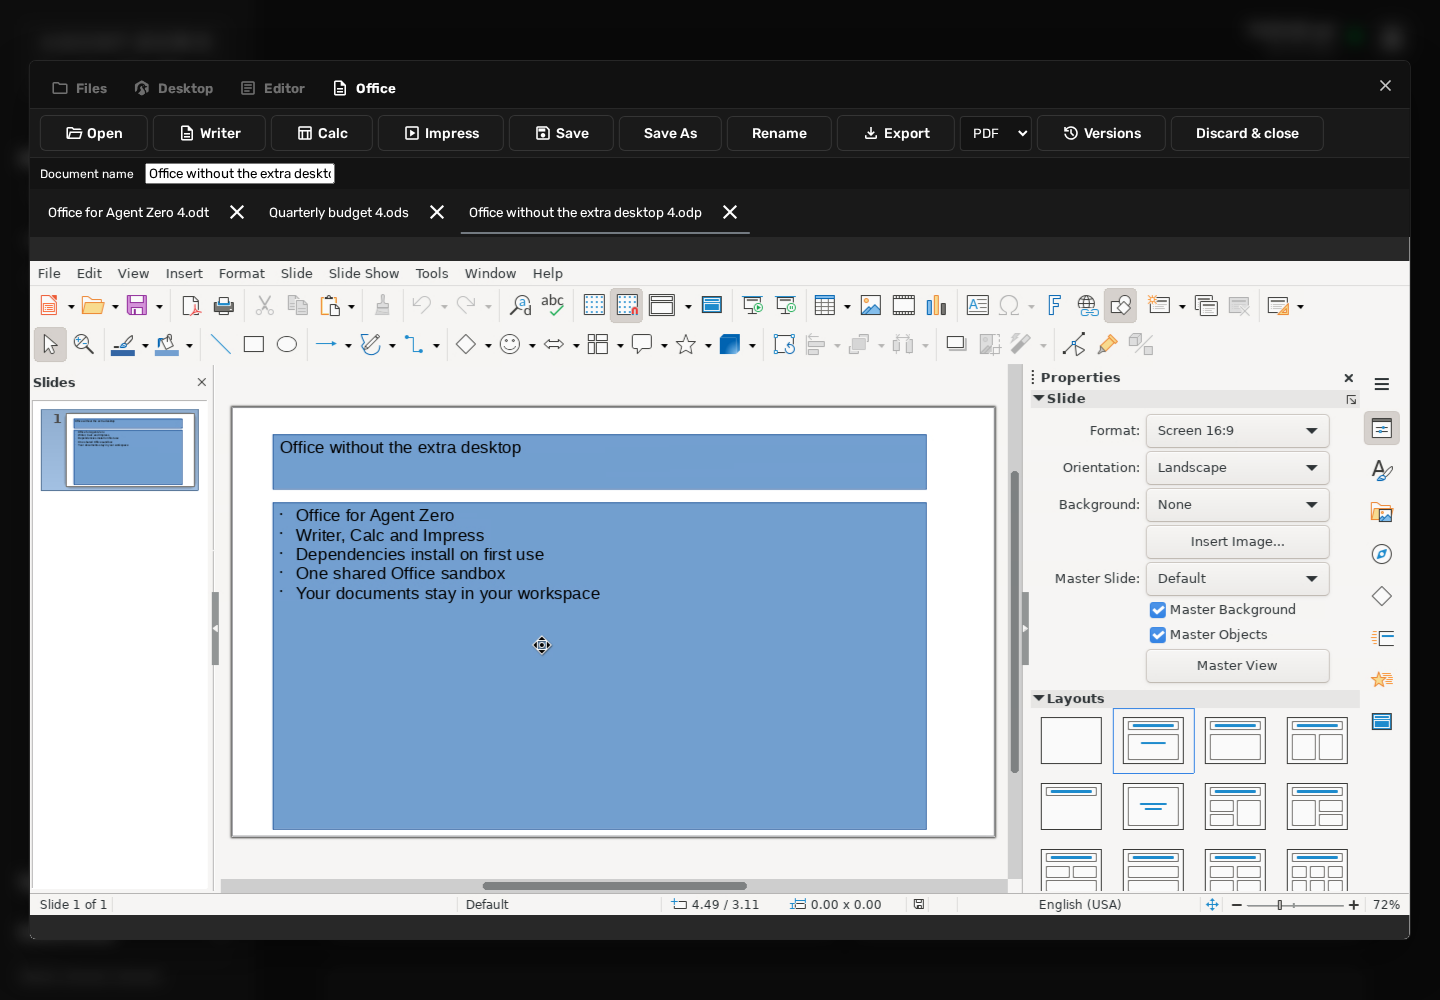 Files
Desktop
Editor
Office
Open
Writer
Calc
Impress
Save
Save As
Rename
Export
PDF
Versions
Discard & close
Document name
Office without the extra deskto
Office for Agent Zero 4.odt
Quarterly budget 4.ods
Office without the extra desktop 4.odp
File Edit View Insert Format Slide Slide Show Tools Window Help
Slides
1
Office without the extra desktop
Office for Agent Zero
Writer, Calc and Impress
Dependencies install on first use
One shared Office sandbox
Your documents stay in your workspace
Properties
Slide
Format: Screen 16:9
Orientation: Landscape
Background: None
Insert Image...
Master Slide: Default
Master Background
Master Objects
Master View
Layouts
Slide 1 of 1
Default
4.49 / 3.11
0.00 x 0.00
English (USA)
72%